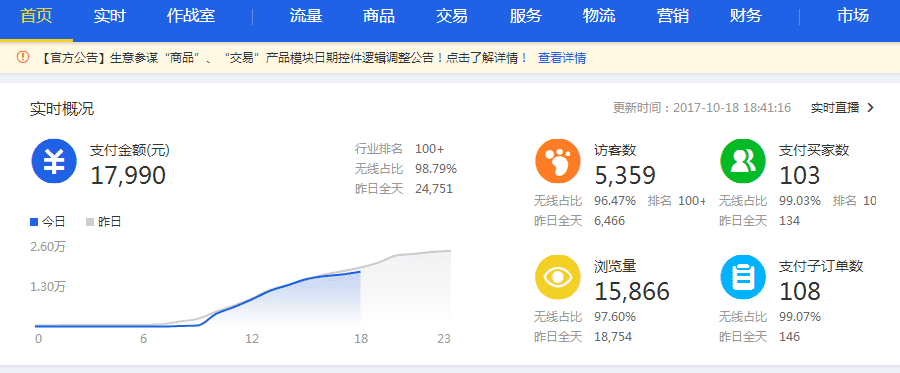 首页 实时 作战室 流量 商品 交易 服务 物流 营销 财务 市场
【官方公告】生意参谋“商品”、“交易”产品模块日期控件逻辑调整公告！点击了解详情！ 查看详情
实时概况 更新时间：2017-10-18 18:41:16 实时直播
支付金额(元)
17,990
行业排名 100+
无线占比 98.79%
昨日全天 24,751
今日 昨日
2.60万
1.30万
0 6 12 18 23
访客数
5,359
无线占比 96.47% 排名 100+
昨日全天 6,466
支付买家数
103
无线占比 99.03% 排名 10
昨日全天 134
浏览量
15,866
无线占比 97.60%
昨日全天 18,754
支付子订单数
108
无线占比 99.07%
昨日全天 146